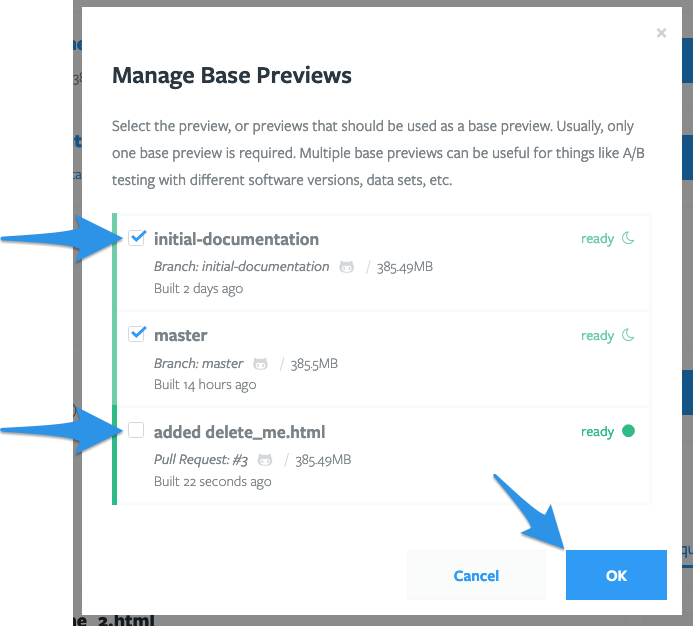 ×
Manage Base Previews
Select the preview, or previews that should be used as a base preview. Usually, only
one base preview is required. Multiple base previews can be useful for things like A/B
testing with different software versions, data sets, etc.
initial-documentation ready
Branch: initial-documentation / 385.49MB
Built 2 days ago
master ready
Branch: master / 385.5MB
Built 14 hours ago
added delete_me.html ready
Pull Request: #3 / 385.49MB
Built 22 seconds ago
Cancel OK
e_2.html